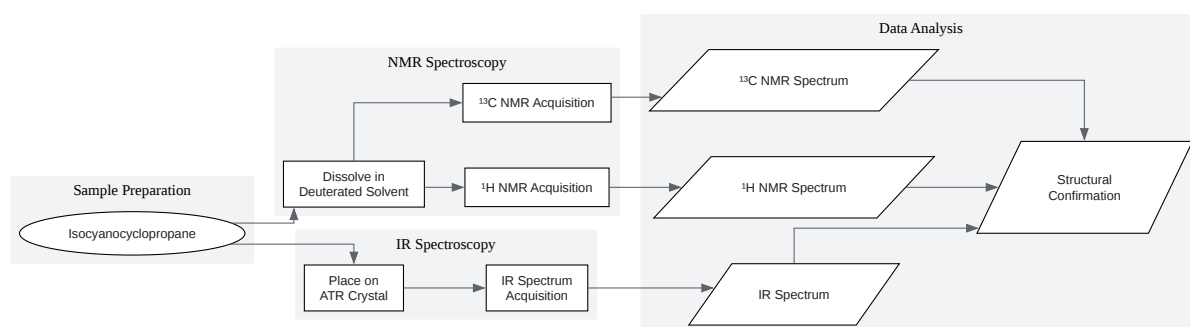 Sample Preparation
Isocyanocyclopropane
NMR Spectroscopy
¹³C NMR Acquisition
Dissolve in
Deuterated Solvent
¹H NMR Acquisition
IR Spectroscopy
Place on
ATR Crystal
IR Spectrum
Acquisition
Data Analysis
¹³C NMR Spectrum
¹H NMR Spectrum
IR Spectrum
Structural
Confirmation